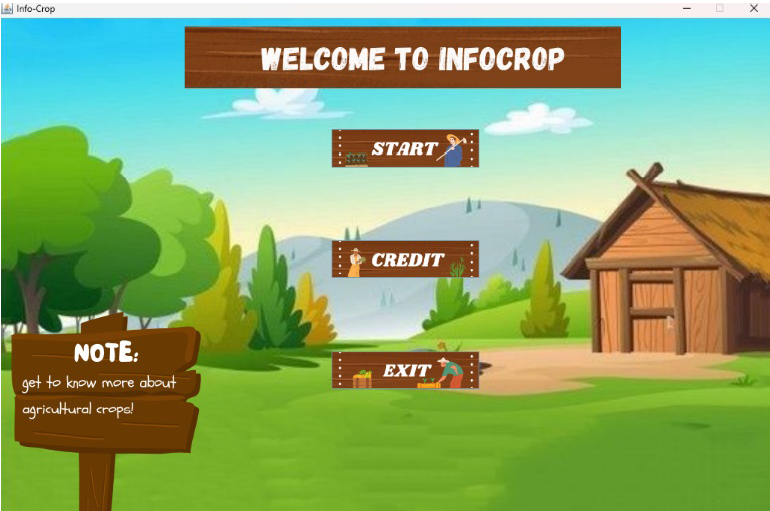 Info-Crop
WELCOME TO INFOCROP
START
CREDIT
EXIT
NOTE:
get to know more about
agricultural crops!